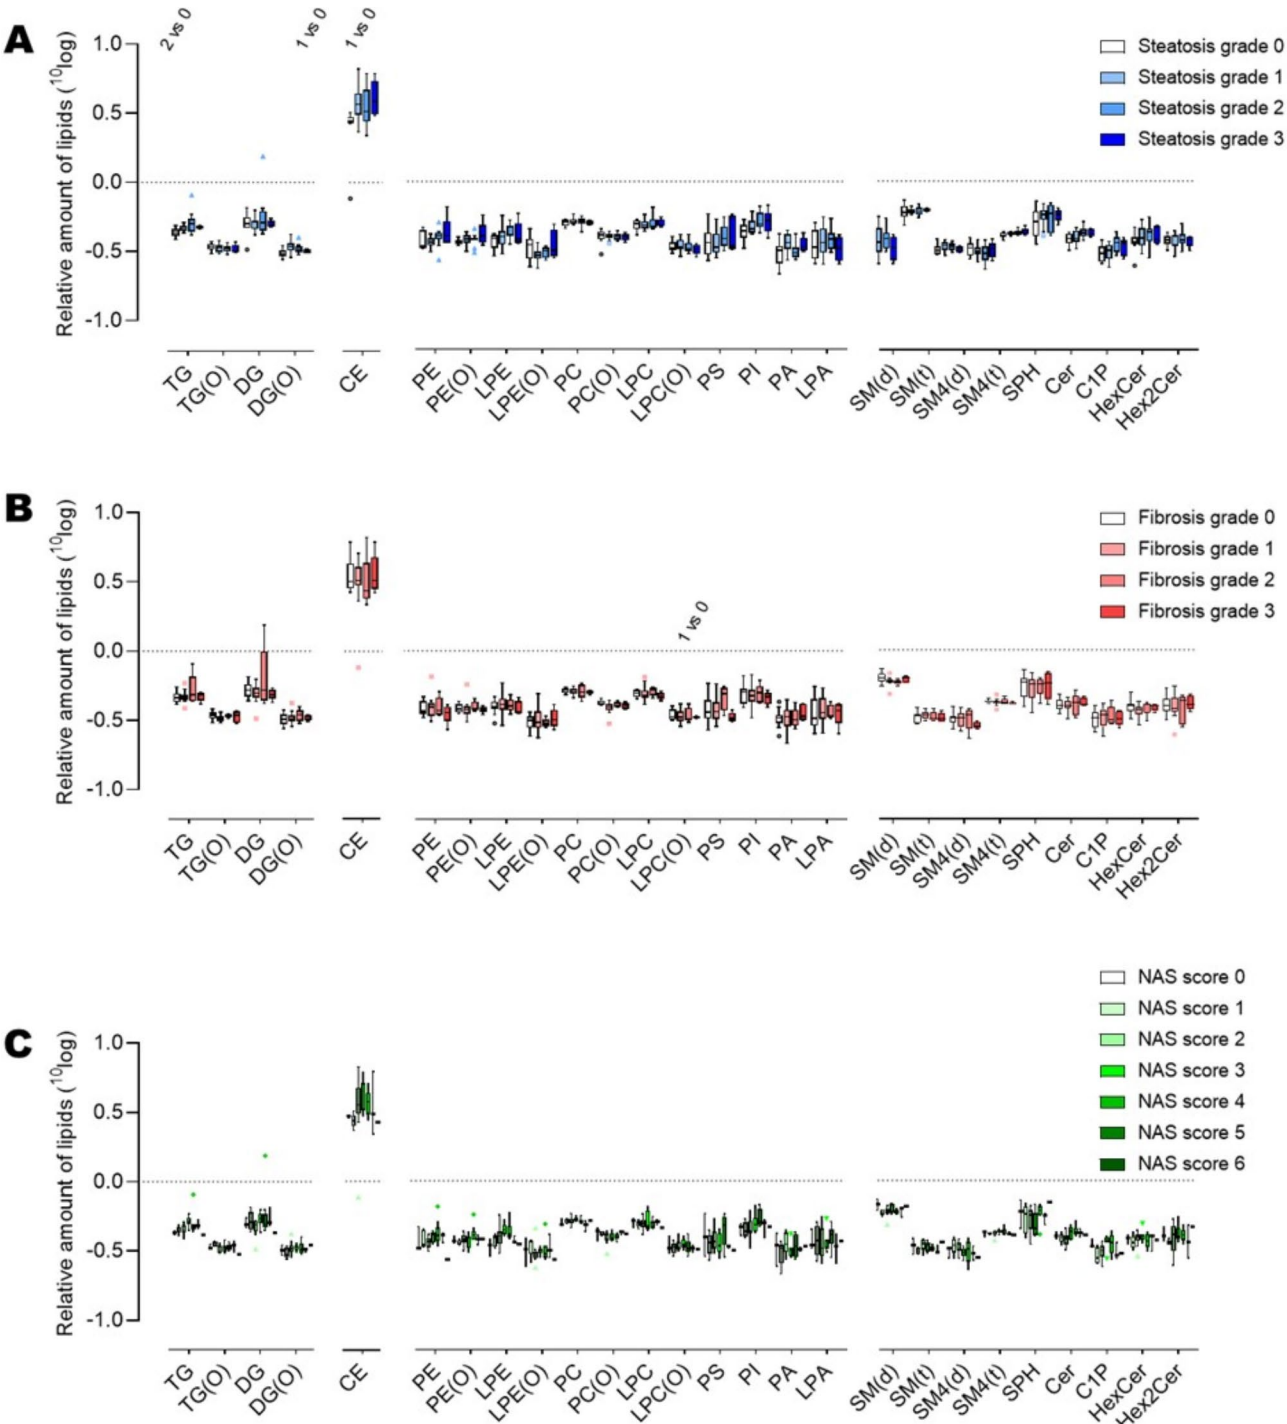 A
Relative amount of lipids (10log)
2 vs 0
1 vs 0
1 vs 0
1.0
0.5
0.0
-0.5
-1.0
Steatosis grade 0
Steatosis grade 1
Steatosis grade 2
Steatosis grade 3
TG
TG(O)
DG
DG(O)
CE
PE
PE(O)
LPE
LPE(O)
PC
PC(O)
LPC
LPC(O)
PS
PI
PA
LPA
SM(d)
SM(t)
SM4(d)
SM4(t)
SPH
Cer
C1P
HexCer
Hex2Cer
B
Relative amount of lipids (10log)
1.0
0.5
0.0
-0.5
-1.0
1 vs 0
Fibrosis grade 0
Fibrosis grade 1
Fibrosis grade 2
Fibrosis grade 3
TG
TG(O)
DG
DG(O)
CE
PE
PE(O)
LPE
LPE(O)
PC
PC(O)
LPC
LPC(O)
PS
PI
PA
LPA
SM(d)
SM(t)
SM4(d)
SM4(t)
SPH
Cer
C1P
HexCer
Hex2Cer
C
Relative amount of lipids (10log)
1.0
0.5
0.0
-0.5
-1.0
NAS score 0
NAS score 1
NAS score 2
NAS score 3
NAS score 4
NAS score 5
NAS score 6
TG
TG(O)
DG
DG(O)
CE
PE
PE(O)
LPE
LPE(O)
PC
PC(O)
LPC
LPC(O)
PS
PI
PA
LPA
SM(d)
SM(t)
SM4(d)
SM4(t)
SPH
Cer
C1P
HexCer
Hex2Cer